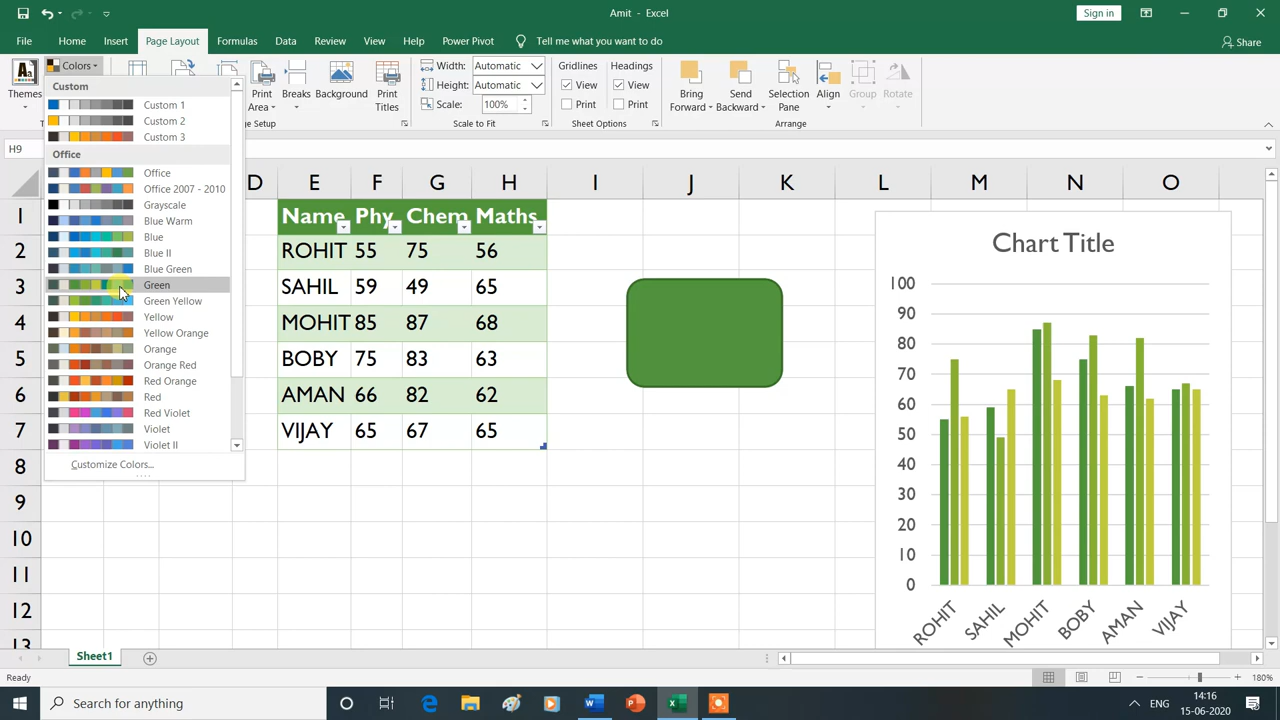 Amit - Excel
Sign in
File Home Insert Page Layout Formulas Data Review View Help Power Pivot Tell me what you want to do Share
Themes
Colors
Print Area
Breaks
Background
Print Titles
Width: Automatic
Height: Automatic
Scale: 100%
Scale to Fit
Gridlines
View
Print
Headings
View
Print
Sheet Options
Bring Forward
Send Backward
Selection Pane
Align
Group
Rotate
Arrange
ge Setup
H9
Custom
Custom 1
Custom 2
Custom 3
Office
Office
Office 2007 - 2010
Grayscale
Blue Warm
Blue
Blue II
Blue Green
Green
Green Yellow
Yellow
Yellow Orange
Orange
Orange Red
Red Orange
Red
Red Violet
Violet
Violet II
Customize Colors...
D E F G H I J K L M N O
1 Name Phy Chem Maths
2 ROHIT 55 75 56
3 SAHIL 59 49 65
4 MOHIT 85 87 68
5 BOBY 75 83 63
6 AMAN 66 82 62
7 VIJAY 65 67 65
8
9
10
11
12
13
Chart Title
100
90
80
70
60
50
40
30
20
10
0
ROHIT SAHIL MOHIT BOBY AMAN VIJAY
Sheet1
Ready
180%
Search for anything
ENG
14:16
15-06-2020